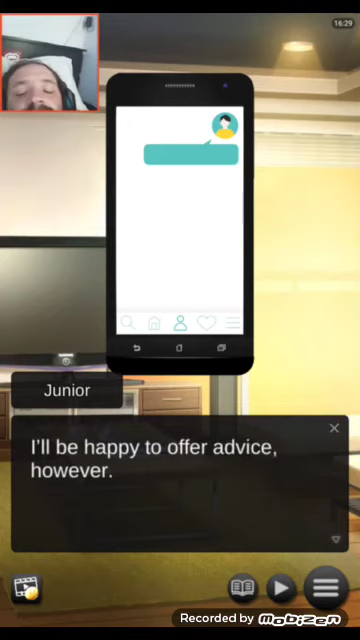 16:29
Junior
I'll be happy to offer advice,
however.
Recorded by mobizen